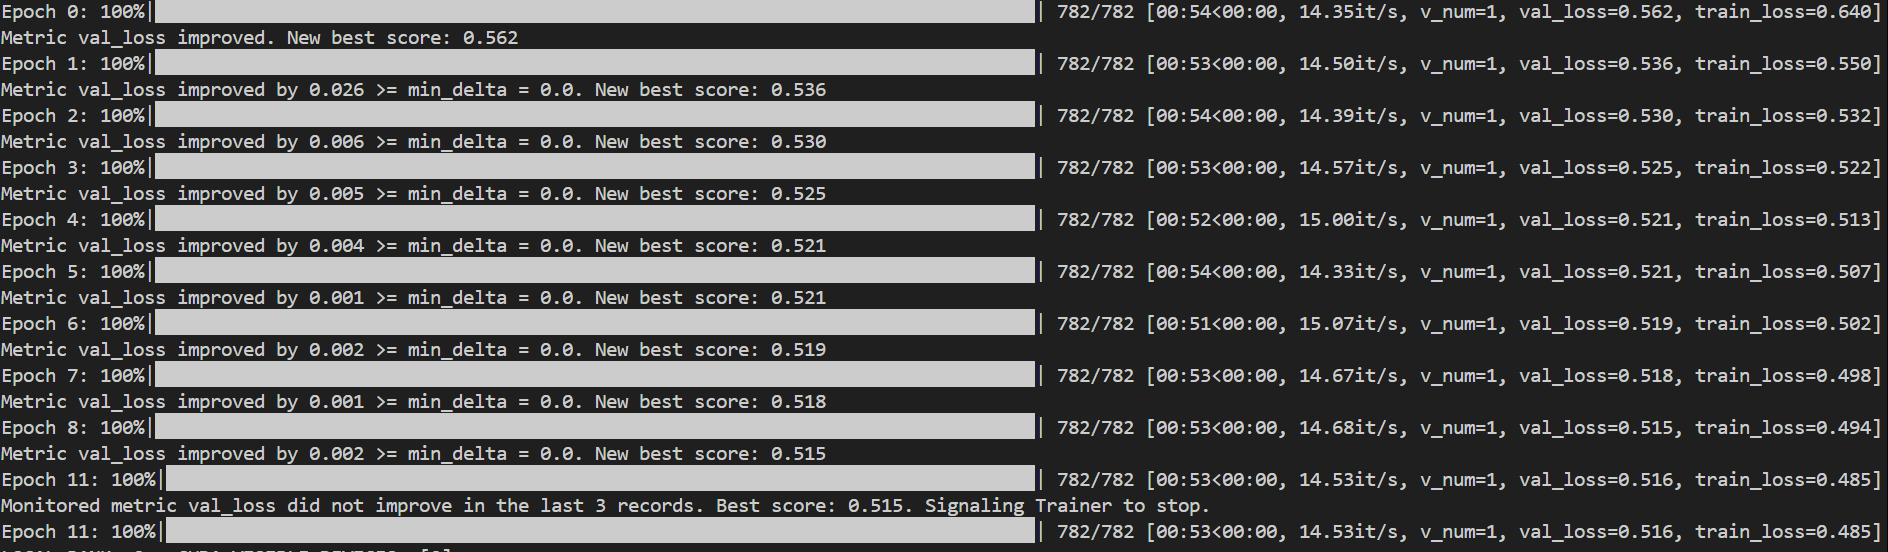 Epoch 0: 100%| | 782/782 [00:54<00:00, 14.35it/s, v_num=1, val_loss=0.562, train_loss=0.640]
Metric val_loss improved. New best score: 0.562
Epoch 1: 100%| | 782/782 [00:53<00:00, 14.50it/s, v_num=1, val_loss=0.536, train_loss=0.550]
Metric val_loss improved by 0.026 >= min_delta = 0.0. New best score: 0.536
Epoch 2: 100%| | 782/782 [00:54<00:00, 14.39it/s, v_num=1, val_loss=0.530, train_loss=0.532]
Metric val_loss improved by 0.006 >= min_delta = 0.0. New best score: 0.530
Epoch 3: 100%| | 782/782 [00:53<00:00, 14.57it/s, v_num=1, val_loss=0.525, train_loss=0.522]
Metric val_loss improved by 0.005 >= min_delta = 0.0. New best score: 0.525
Epoch 4: 100%| | 782/782 [00:52<00:00, 15.00it/s, v_num=1, val_loss=0.521, train_loss=0.513]
Metric val_loss improved by 0.004 >= min_delta = 0.0. New best score: 0.521
Epoch 5: 100%| | 782/782 [00:54<00:00, 14.33it/s, v_num=1, val_loss=0.521, train_loss=0.507]
Metric val_loss improved by 0.001 >= min_delta = 0.0. New best score: 0.521
Epoch 6: 100%| | 782/782 [00:51<00:00, 15.07it/s, v_num=1, val_loss=0.519, train_loss=0.502]
Metric val_loss improved by 0.002 >= min_delta = 0.0. New best score: 0.519
Epoch 7: 100%| | 782/782 [00:53<00:00, 14.67it/s, v_num=1, val_loss=0.518, train_loss=0.498]
Metric val_loss improved by 0.001 >= min_delta = 0.0. New best score: 0.518
Epoch 8: 100%| | 782/782 [00:53<00:00, 14.68it/s, v_num=1, val_loss=0.515, train_loss=0.494]
Metric val_loss improved by 0.002 >= min_delta = 0.0. New best score: 0.515
Epoch 11: 100%| | 782/782 [00:53<00:00, 14.53it/s, v_num=1, val_loss=0.516, train_loss=0.485]
Monitored metric val_loss did not improve in the last 3 records. Best score: 0.515. Signaling Trainer to stop.
Epoch 11: 100%| | 782/782 [00:53<00:00, 14.53it/s, v_num=1, val_loss=0.516, train_loss=0.485]